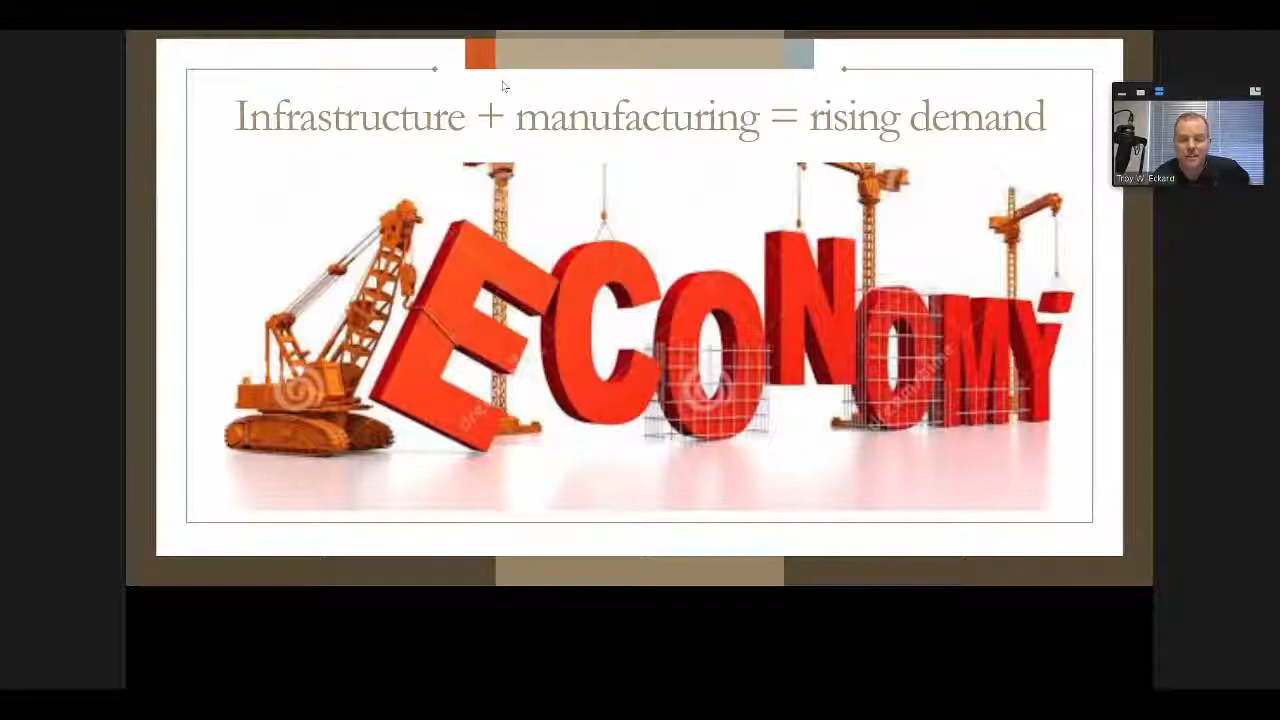 Infrastructure + manufacturing = rising demand
ECONOMY
Troy W. Eckard